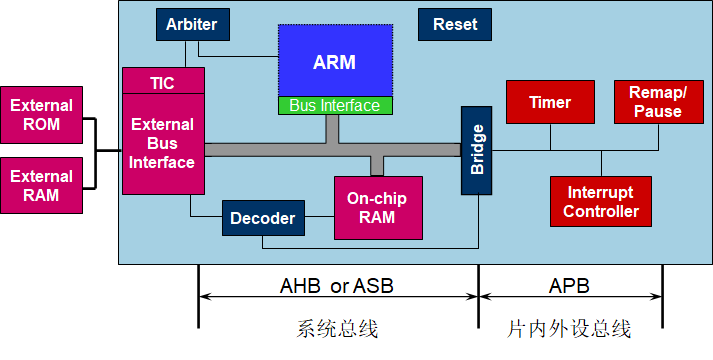 Arbiter
Reset
ARM
Bus Interface
TIC
External
Bus
Interface
External
ROM
External
RAM
Timer
Remap/
Pause
Bridge
On-chip
RAM
Decoder
Interrupt
Controller
AHB or ASB
APB
系统总线
片内外设总线